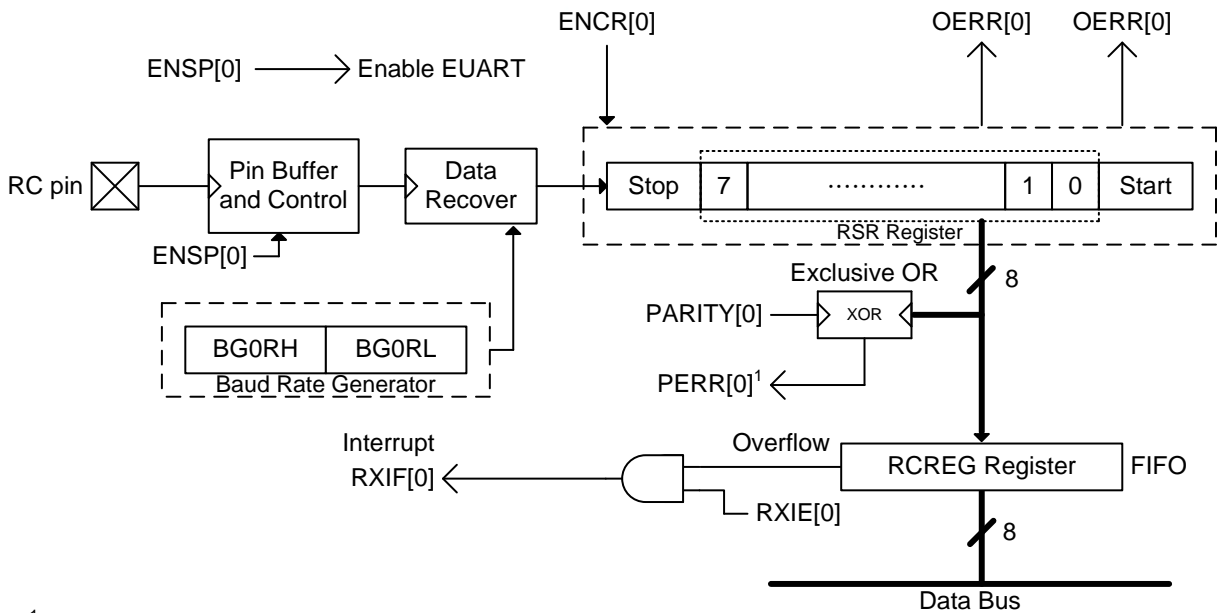 ENCR[0] OERR[0] OERR[0]
ENSP[0] Enable EUART
RC pin
Pin Buffer
and Control
Data
Recover
Stop 7 ............ 1 0 Start
RSR Register
ENSP[0]
Exclusive OR
8
PARITY[0] XOR
BG0RH BG0RL
Baud Rate Generator
PERR[0]¹
Interrupt
RXIF[0]
Overflow
RCREG Register FIFO
RXIE[0]
8
Data Bus
1